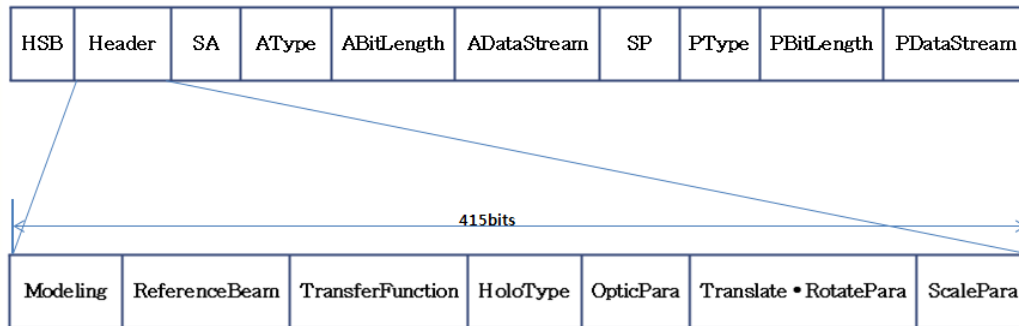 HSB Header SA AType ABitLength ADataStream SP PType PBitLength PDataStream
415bits
Modeling ReferenceBeam TransferFunction HoloType OpticPara Translate•RotatePara ScalePara